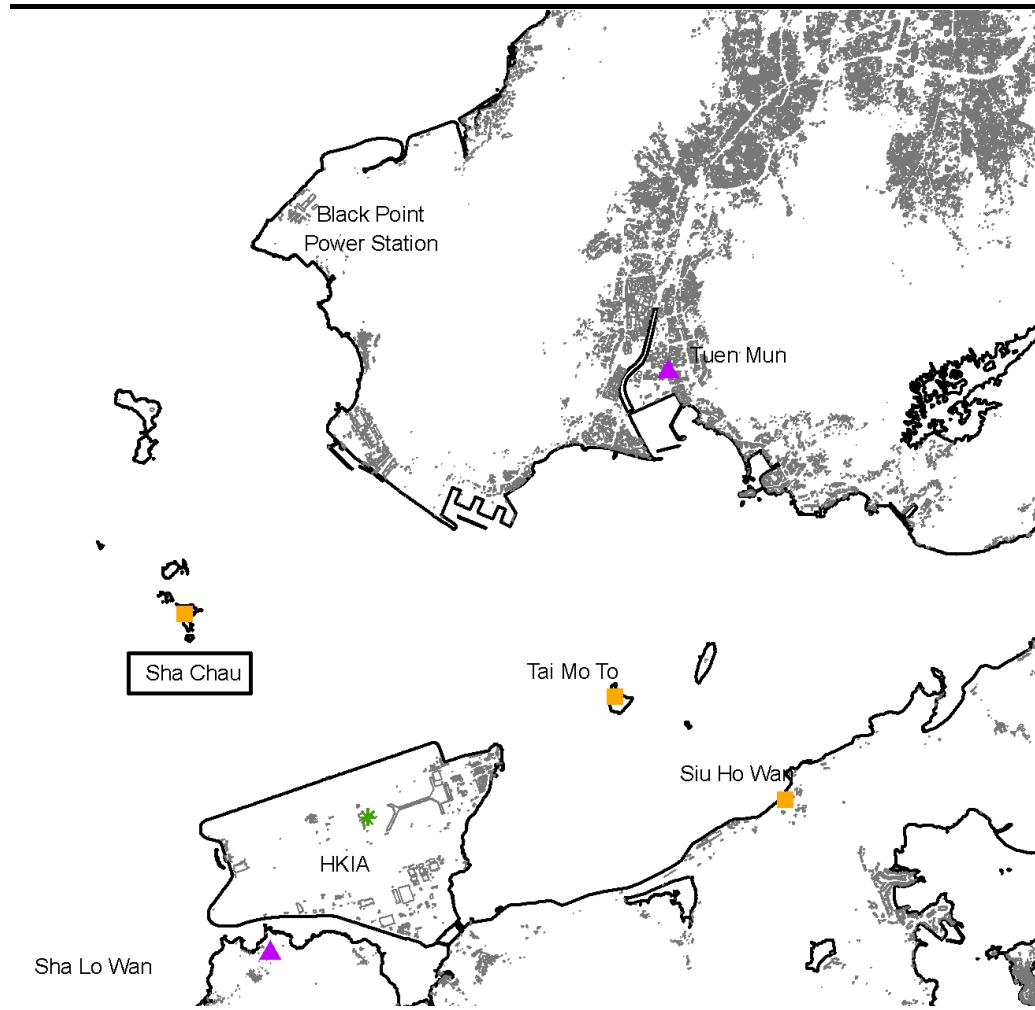 Black Point
Power Station
Tuen Mun
Sha Chau
Tai Mo To
Siu Ho Wan
HKIA
Sha Lo Wan